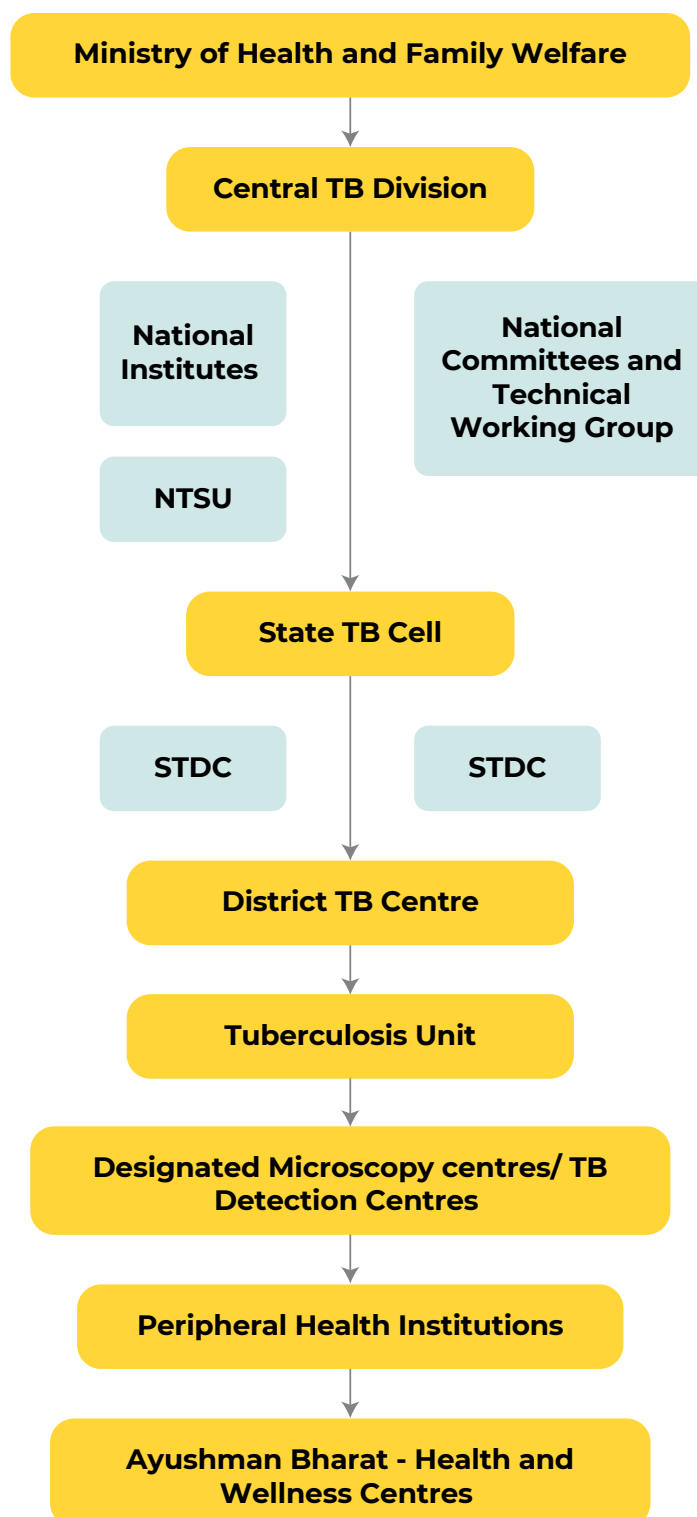 Ministry of Health and Family Welfare
Central TB Division
National
Institutes
National
Committees and
Technical
Working Group
NTSU
State TB Cell
STDC
STDC
District TB Centre
Tuberculosis Unit
Designated Microscopy centres/ TB
Detection Centres
Peripheral Health Institutions
Ayushman Bharat - Health and
Wellness Centres